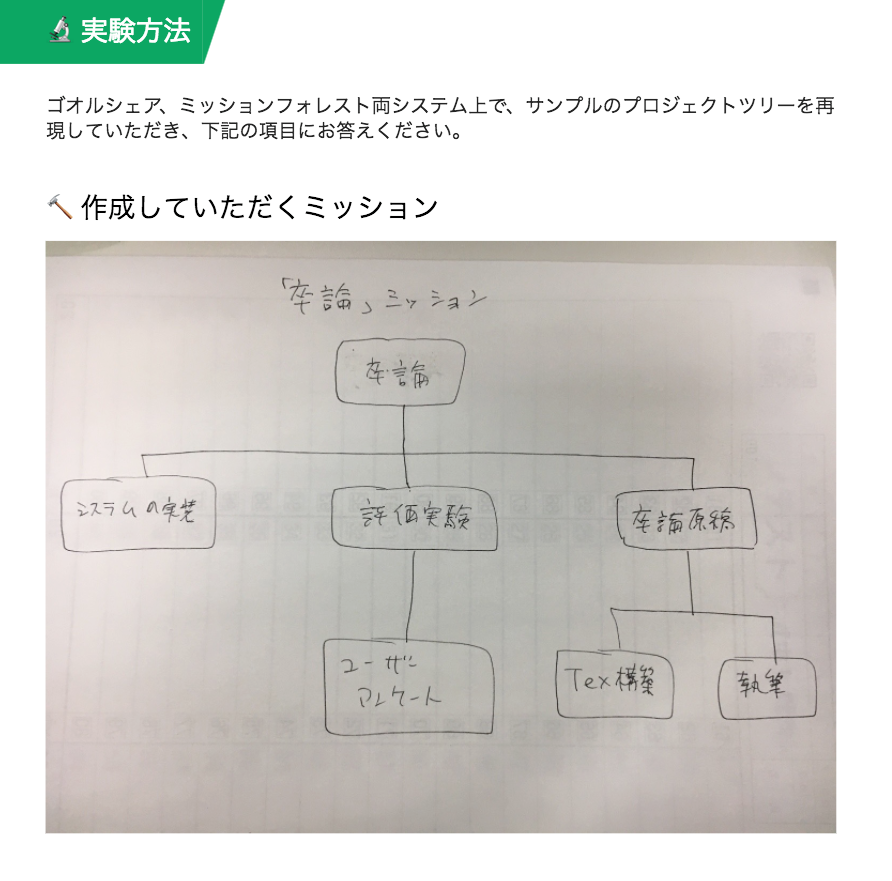 実験方法
ゴオルシェア、ミッションフォレスト両システム上で、サンプルのプロジェクトツリーを再
現していただき、下記の項目にお答えください。
作成していただくミッション
「卒論」ミッション
卒論
システムの実装
評価実験
卒論原稿
ユーザー
アンケート
Tex構築
執筆